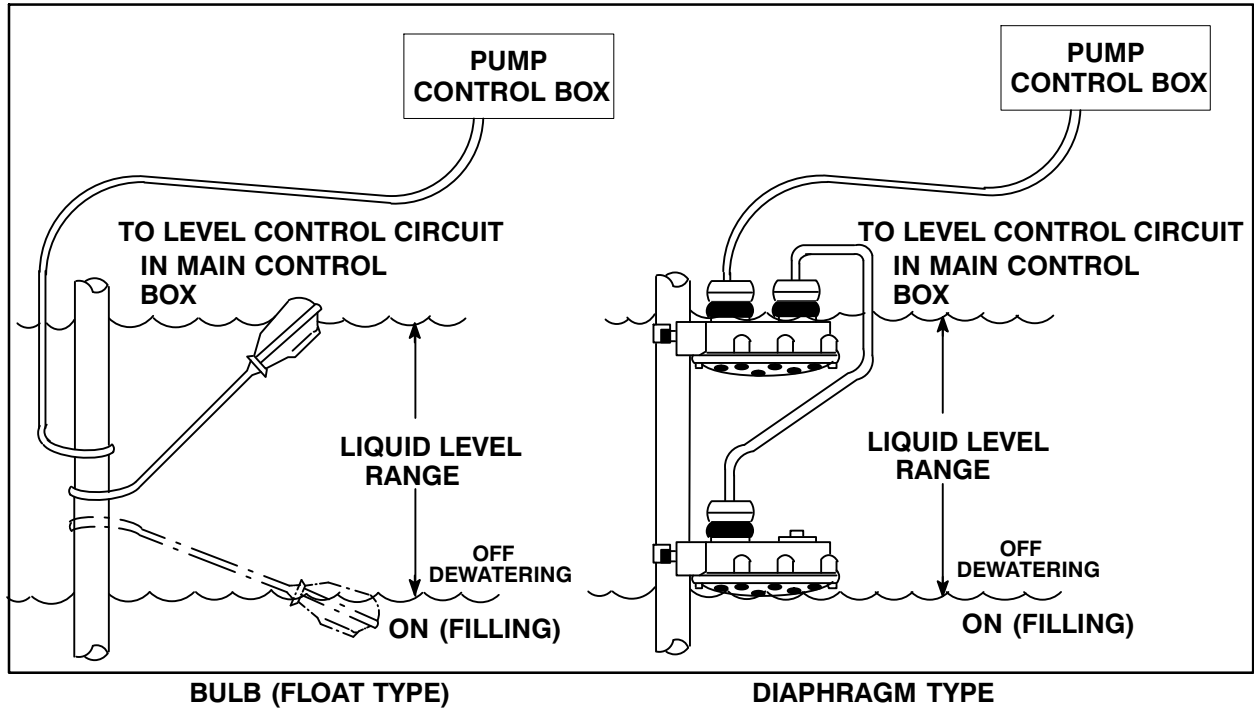 PUMP
CONTROL BOX
TO LEVEL CONTROL CIRCUIT
IN MAIN CONTROL
BOX
LIQUID LEVEL
RANGE
OFF
DEWATERING
ON (FILLING)
BULB (FLOAT TYPE)
PUMP
CONTROL BOX
TO LEVEL CONTROL CIRCUIT
IN MAIN CONTROL
BOX
LIQUID LEVEL
RANGE
OFF
DEWATERING
ON (FILLING)
DIAPHRAGM TYPE